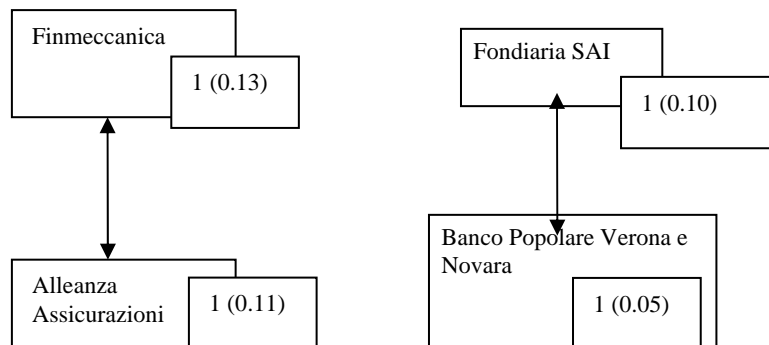 Finmeccanica
1 (0.13)
Fondiaria SAI
1 (0.10)
Alleanza
Assicurazioni
1 (0.11)
Banco Popolare Verona e
Novara
1 (0.05)